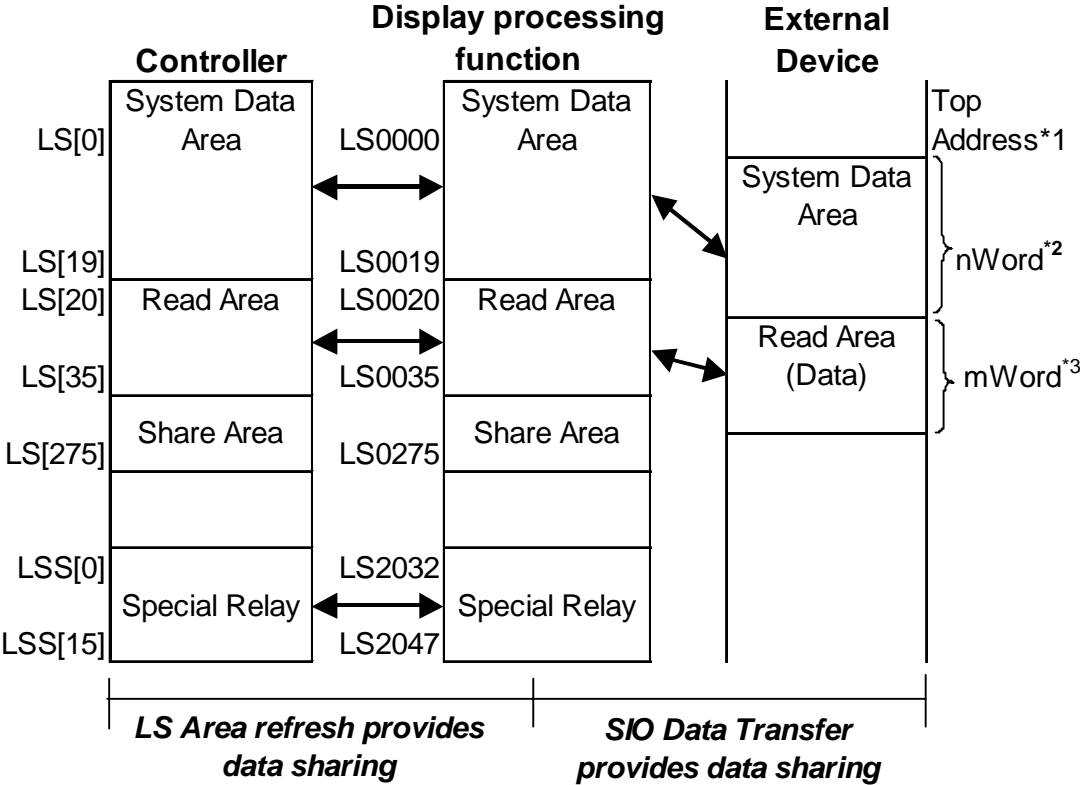 Display processing
function
External
Device
Controller
System Data
Area
System Data
Area
Top
Address*1
LS[0]
LS0000
System Data
Area
LS[19]
LS0019
nWord*2
LS[20]
Read Area
LS0020
Read Area
Read Area
(Data)
LS[35]
LS0035
mWord*3
Share Area
Share Area
LS[275]
LS0275
LSS[0]
LS2032
Special Relay
Special Relay
LSS[15]
LS2047
LS Area refresh provides
data sharing
SIO Data Transfer
provides data sharing